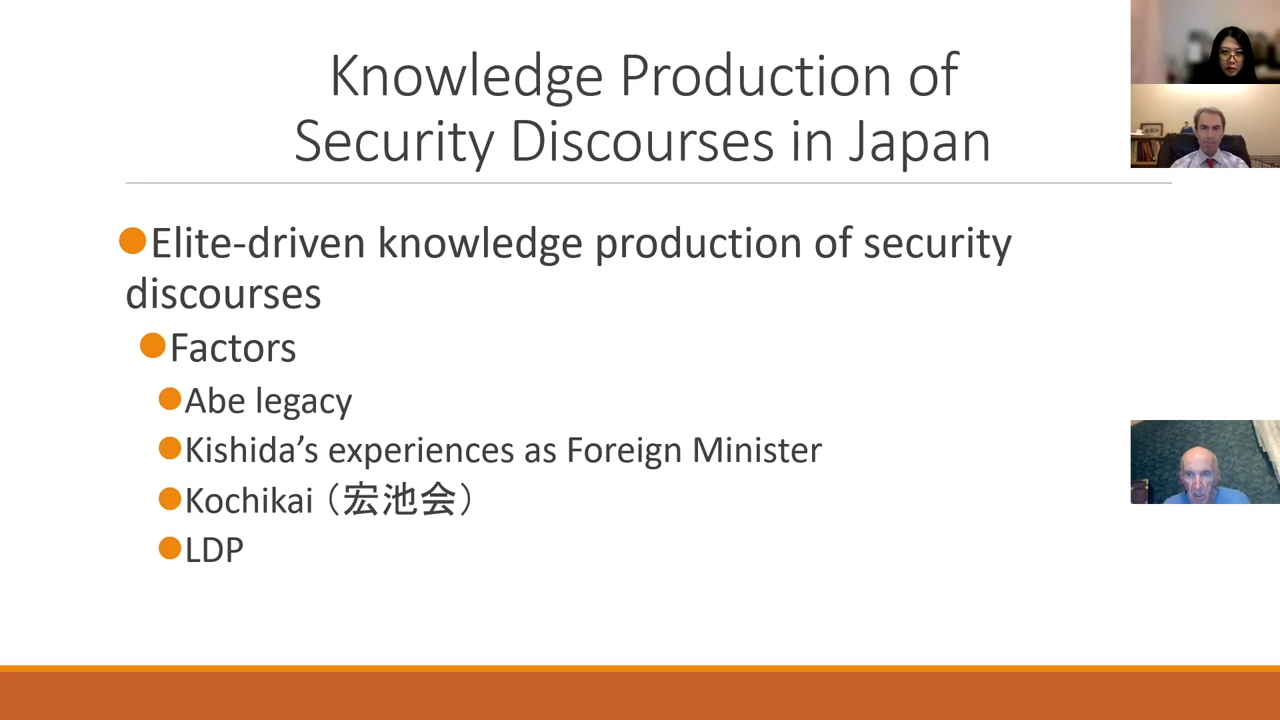 Knowledge Production of
Security Discourses in Japan
Elite-driven knowledge production of security
discourses
Factors
Abe legacy
Kishida’s experiences as Foreign Minister
Kochikai（宏池会）
LDP